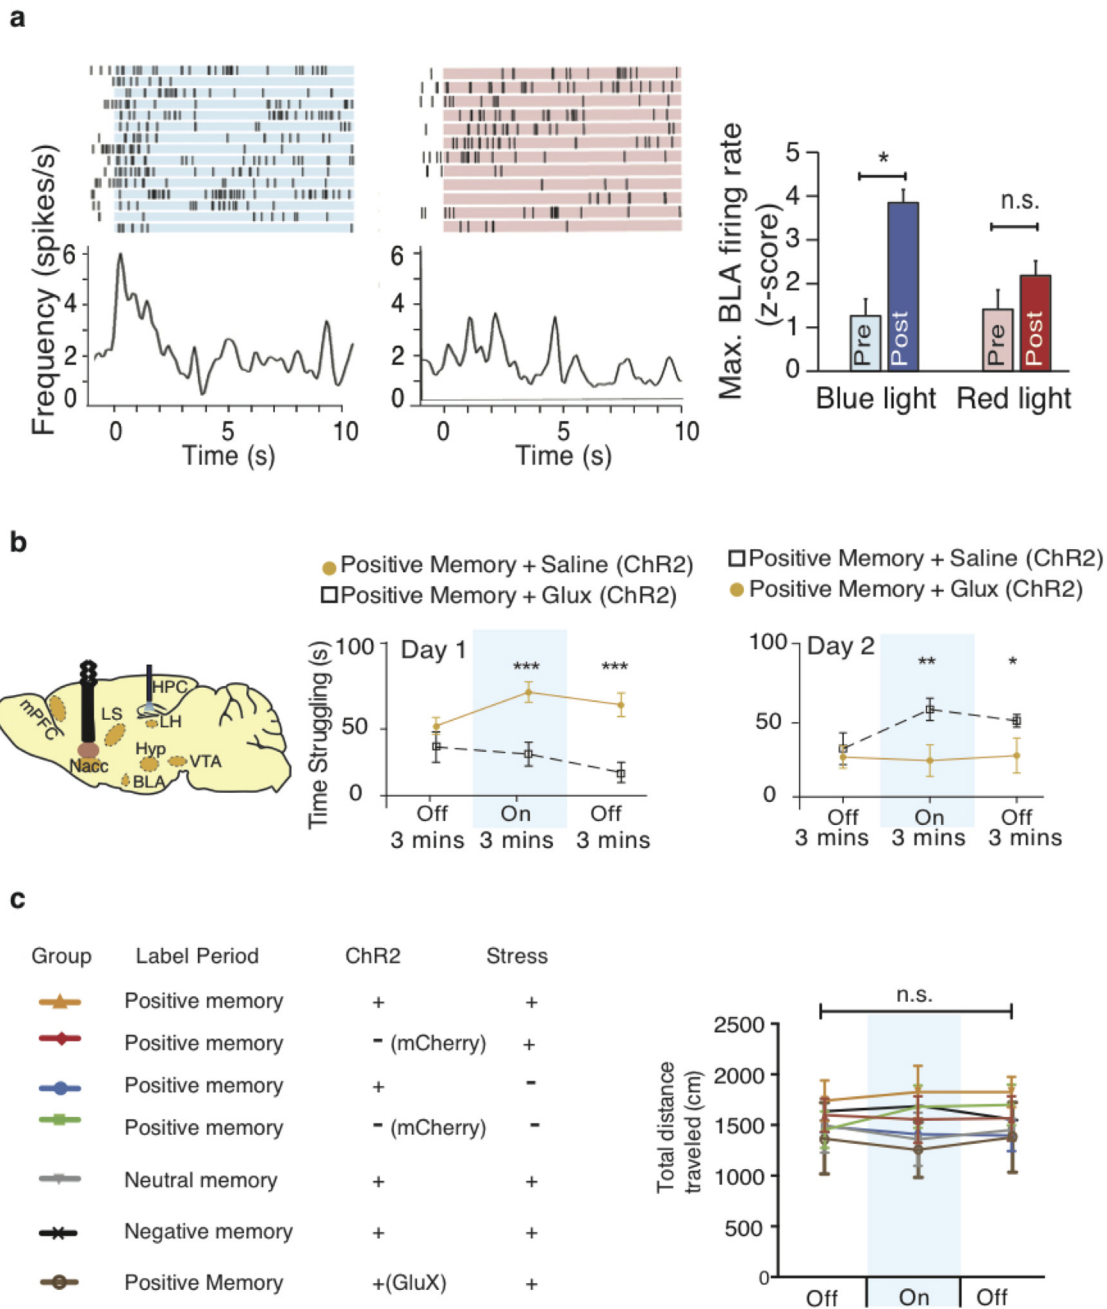 a
Frequency (spikes/s)
6
4
2
0
0 5 10
Time (s)
6
4
2
0
0 5 10
Time (s)
Max. BLA firing rate
(z-score)
5
4
3
2
1
0
*
n.s.
Pre
Post
Pre
Post
Blue light Red light
b
mPFC
Nacc
LS
HPC
LH
Hyp
VTA
BLA
Positive Memory + Saline (ChR2)
Positive Memory + Glux (ChR2)
Time Struggling (s)
100
50
0
Day 1
*** ***
Off On Off
3 mins 3 mins 3 mins
Positive Memory + Saline (ChR2)
Positive Memory + Glux (ChR2)
100
50
0
Day 2
** *
Off On Off
3 mins 3 mins 3 mins
c
Group Label Period ChR2 Stress
Positive memory + +
Positive memory - (mCherry) +
Positive memory + -
Positive memory - (mCherry) -
Neutral memory + +
Negative memory + +
Positive Memory +(GluX) +
Total distance
traveled (cm)
n.s.
2500
2000
1500
1000
500
0
Off On Off